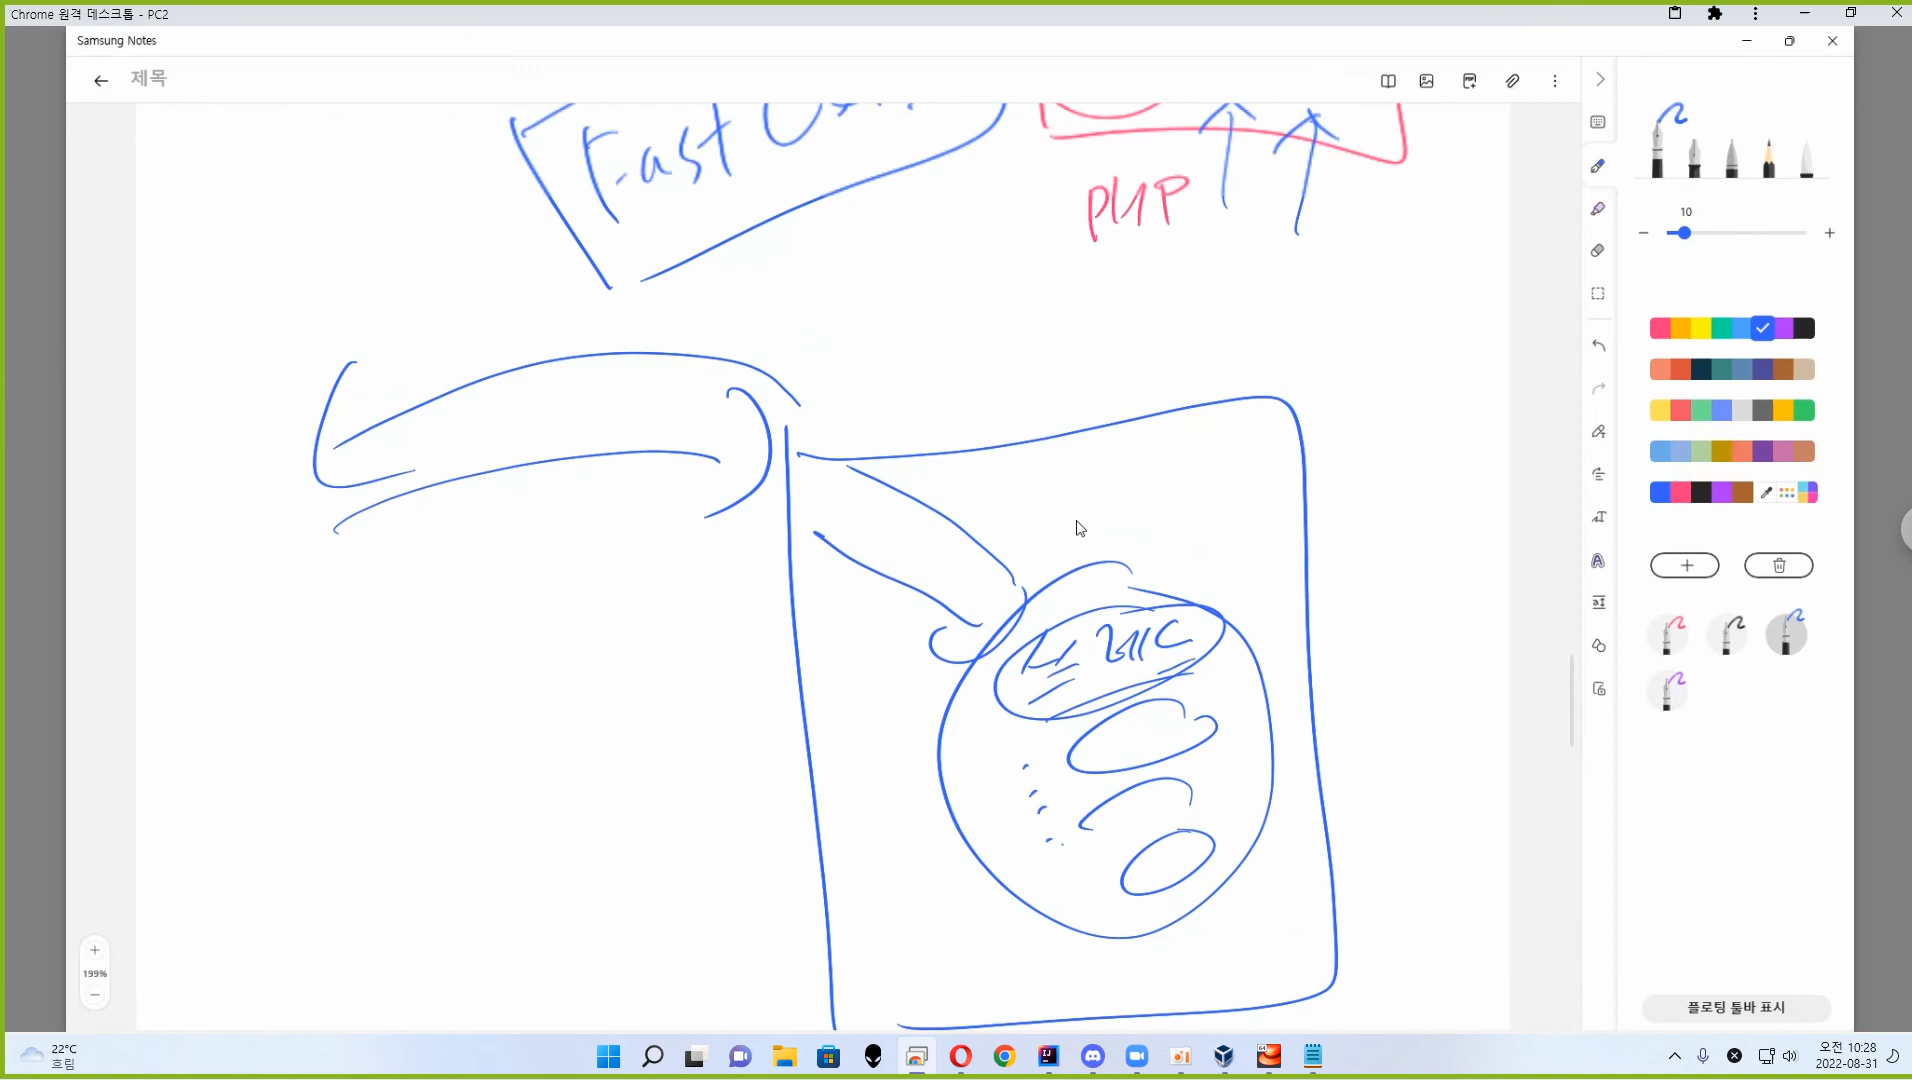 Chrome 원격 데스크톱 - PC2
Samsung Notes
제목
Fast
PHP
10
199%
플로팅 툴바 표시
22°C
흐림
오전 10:28
2022-08-31